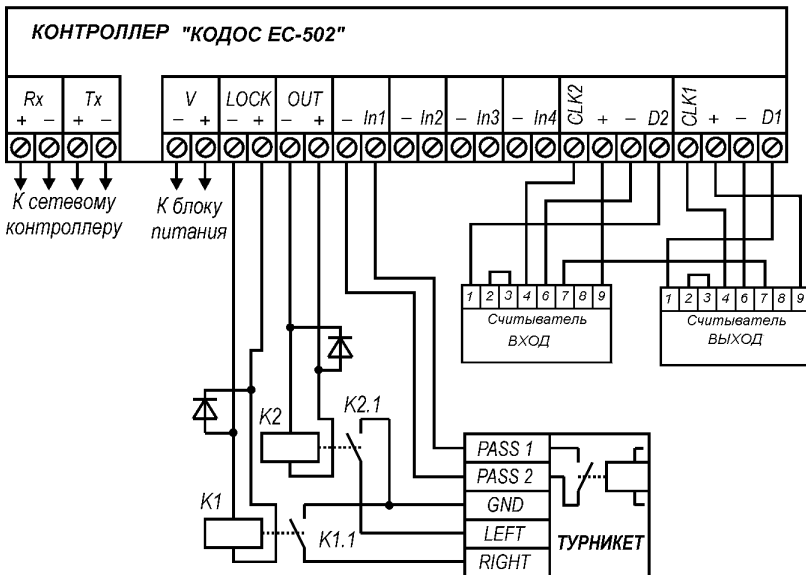 КОНТРОЛЛЕР "КОДОС ЕС-502"
Rx Tx V LOCK OUT – In1 – In2 – In3 – In4 CLK2 + – D2 CLK1 + – D1
+ – + – – + – + – +
К сетевому
контроллеру
К блоку
питания
1 2 3 4 6 7 8 9
Считыватель
ВХОД
1 2 3 4 6 7 8 9
Считыватель
ВЫХОД
K2
K2.1
K1
K1.1
PASS 1
PASS 2
GND
LEFT
RIGHT
ТУРНИКЕТ